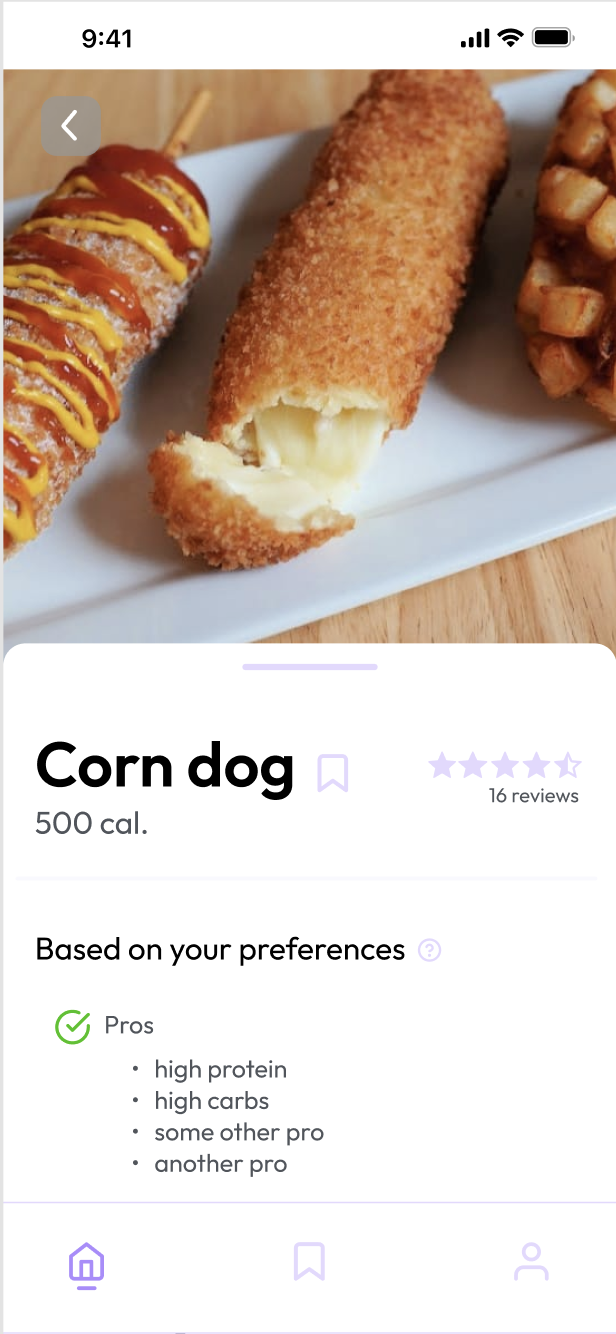 9:41
Corn dog
16 reviews
500 cal.
Based on your preferences
Pros
• high protein
• high carbs
• some other pro
• another pro